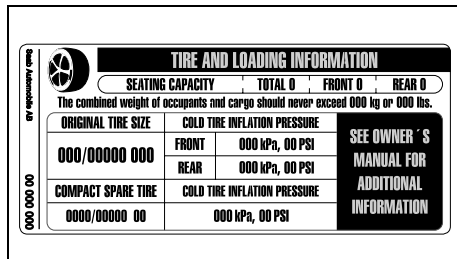 Saab Automobile AB
00 000 000
TIRE AND LOADING INFORMATION
SEATING CAPACITY TOTAL 0 FRONT 0 REAR 0
The combined weight of occupants and cargo should never exceed 000 kg or 000 lbs.
ORIGINAL TIRE SIZE COLD TIRE INFLATION PRESSURE
000/00000 000
FRONT 000 kPa, 00 PSI
REAR 000 kPa, 00 PSI
COMPACT SPARE TIRE COLD TIRE INFLATION PRESSURE
0000/00000 00 000 kPa, 00 PSI
SEE OWNER´S
MANUAL FOR
ADDITIONAL
INFORMATION